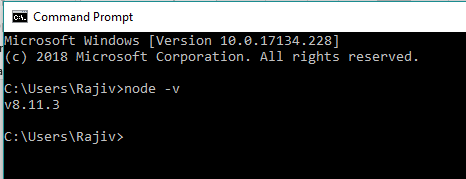 Command Prompt
Microsoft Windows [Version 10.0.17134.228]
(c) 2018 Microsoft Corporation. All rights reserved.
C:\Users\Rajiv>node -v
v8.11.3
C:\Users\Rajiv>